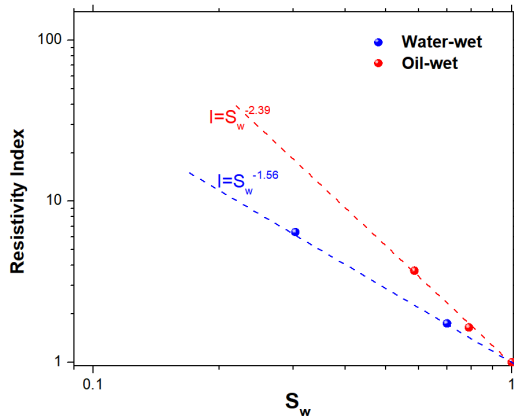 100
Water-wet
Oil-wet
I=S_w^-2.39
I=S_w^-1.56
10
1
Resistivity Index
0.1
1
S_w